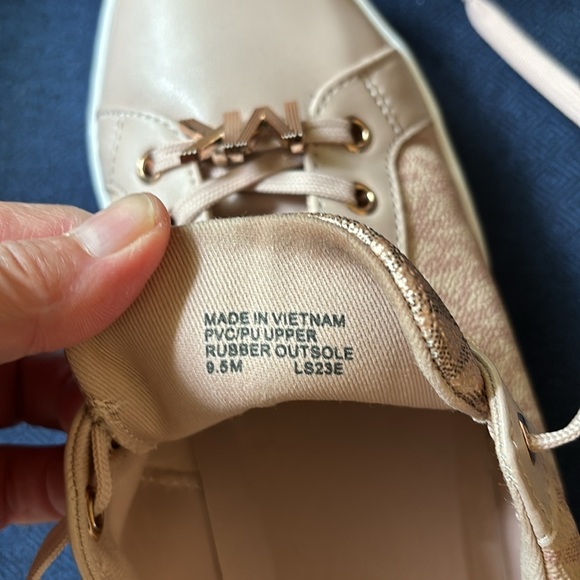 MADE IN VIETNAM
PVC/PU UPPER
RUBBER OUTSOLE
9.5M LS23E